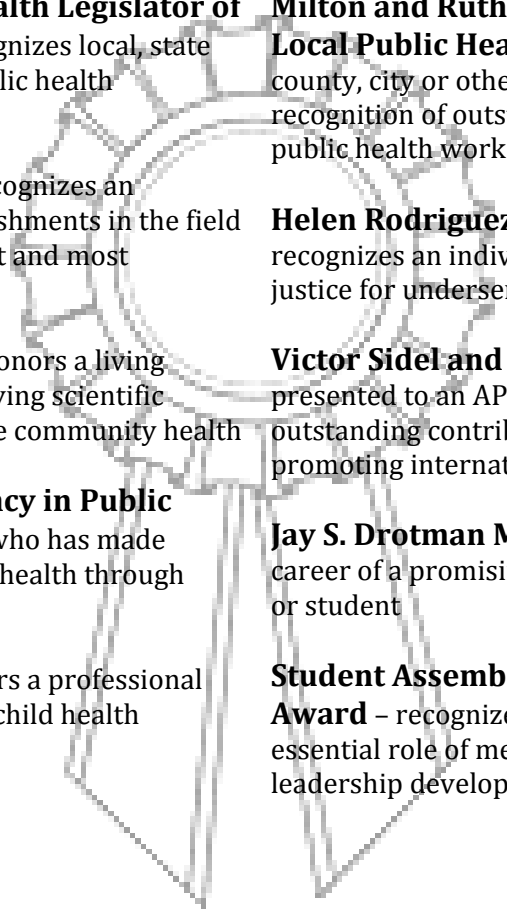 Legislator of
gnizes local, state
lic health
cognizes an
shments in the field
t and most
onors a living
ving scientific
e community health
cy in Public
who has made
health through
rs a professional
child health
Milton and Ruth
Local Public Hea
county, city or othe
recognition of outs
public health work
Helen Rodriguez
recognizes an indiv
justice for underse
Victor Sidel and
presented to an AP
outstanding contri
promoting internat
Jay S. Drotman M
career of a promisi
or student
Student Assemb
Award – recognize
essential role of me
leadership develop